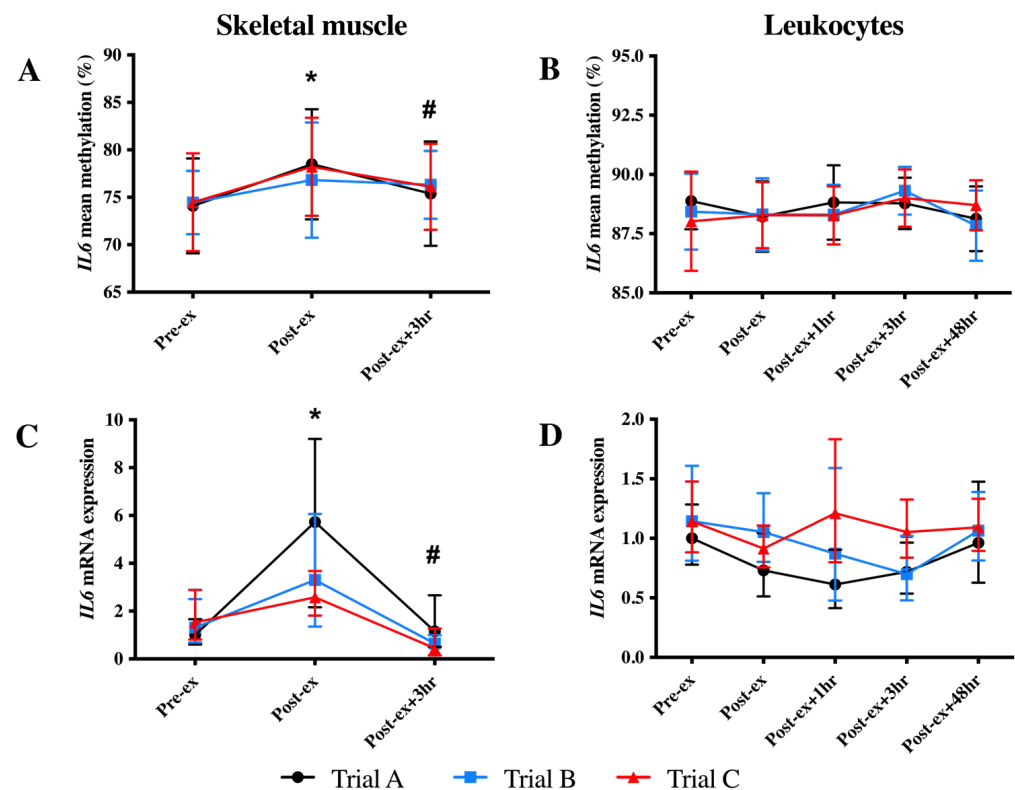 Skeletal muscle
Leukocytes
A
IL6 mean methylation (%)
90
85
80
75
70
65
*
#
Pre-ex
Post-ex
Post-ex+3hr
B
IL6 mean methylation (%)
95.0
92.5
90.0
87.5
85.0
Pre-ex
Post-ex
Post-ex+1hr
Post-ex+3hr
Post-ex+48hr
C
IL6 mRNA expression
10
8
6
4
2
0
*
#
Pre-ex
Post-ex
Post-ex+3hr
D
IL6 mRNA expression
2.0
1.5
1.0
0.5
0.0
Pre-ex
Post-ex
Post-ex+1hr
Post-ex+3hr
Post-ex+48hr
Trial A
Trial B
Trial C